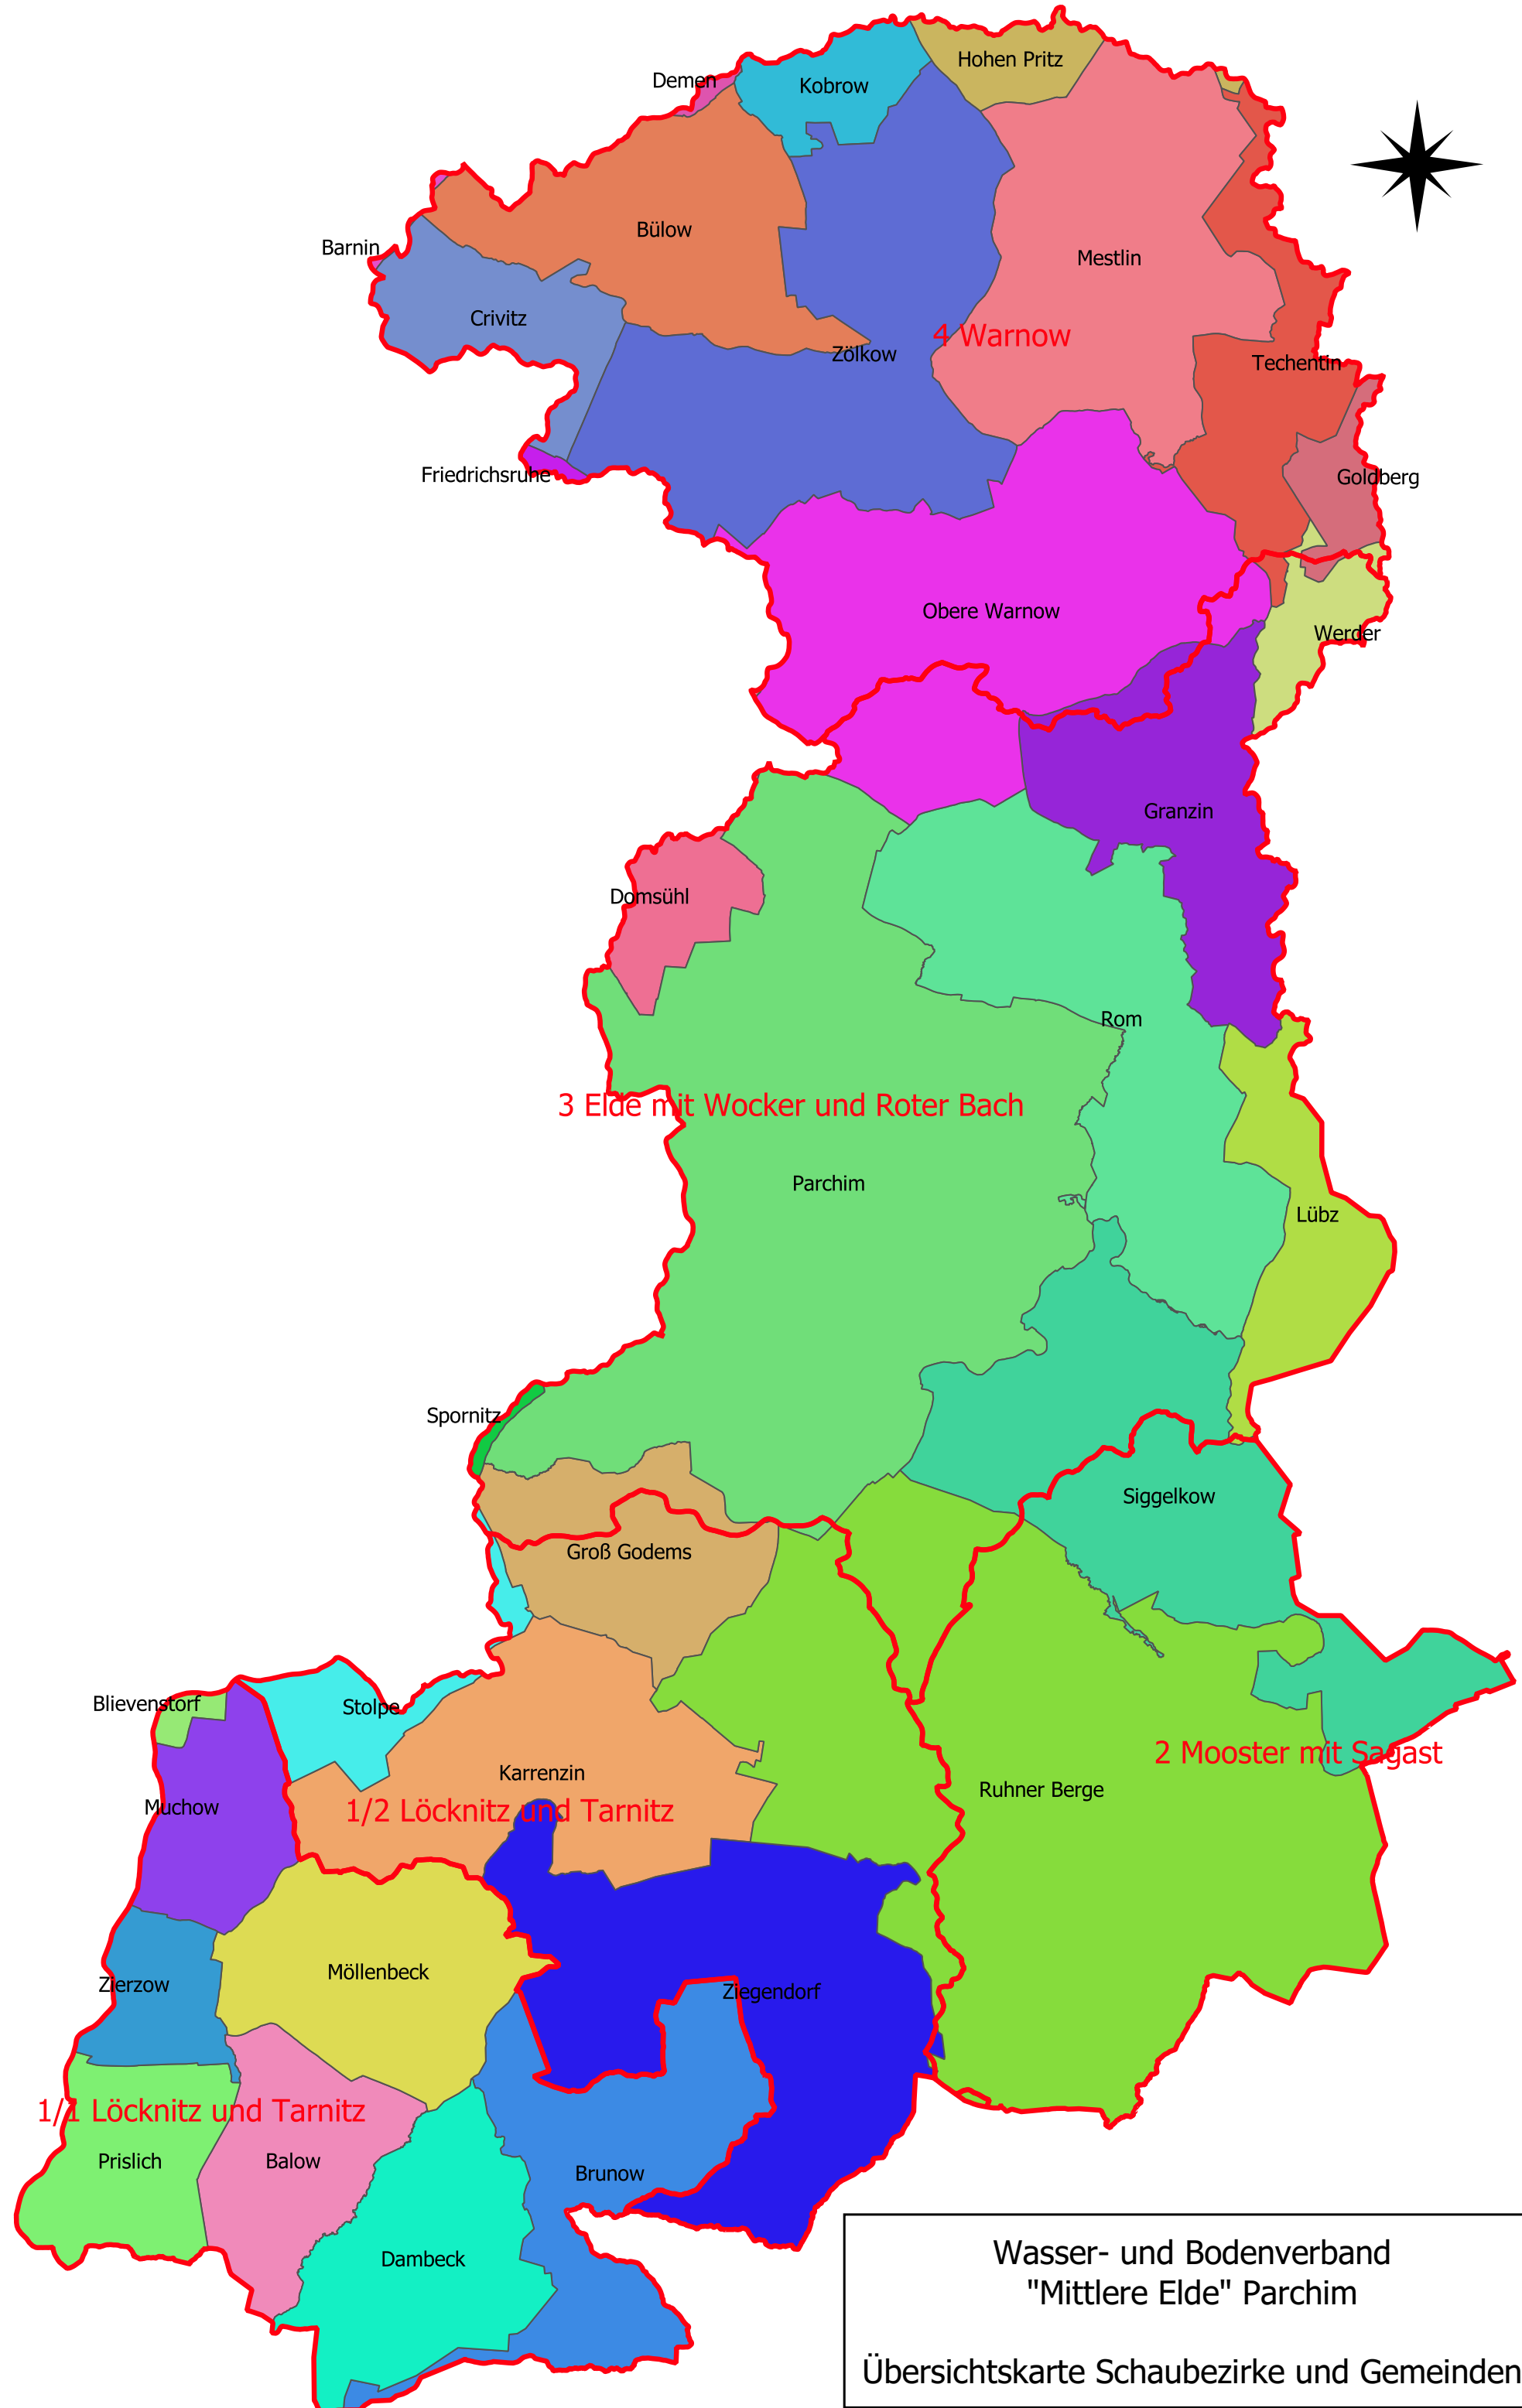 Hohen Pritz
Demen
Kobrow
Bülow
Barnin
Mestlin
Crivitz
4 Warnow
Zölkow
Techentin
Friedrichsruhe
Goldberg
Obere Warnow
Werder
Granzin
Domsühl
Rom
3 Elde mit Wocker und Roter Bach
Parchim
Lübz
Spornitz
Siggelkow
Groß Godems
Blievenstorf
Stolpe
2 Mooster mit Sagast
Karrenzin
Ruhner Berge
Muchow
1/2 Löcknitz und Tarnitz
Möllenbeck
Zierzow
Ziegendorf
1/1 Löcknitz und Tarnitz
Prislich
Balow
Brunow
Dambeck
Wasser- und Bodenverband
"Mittlere Elde" Parchim
Übersichtskarte Schaubezirke und Gemeinden